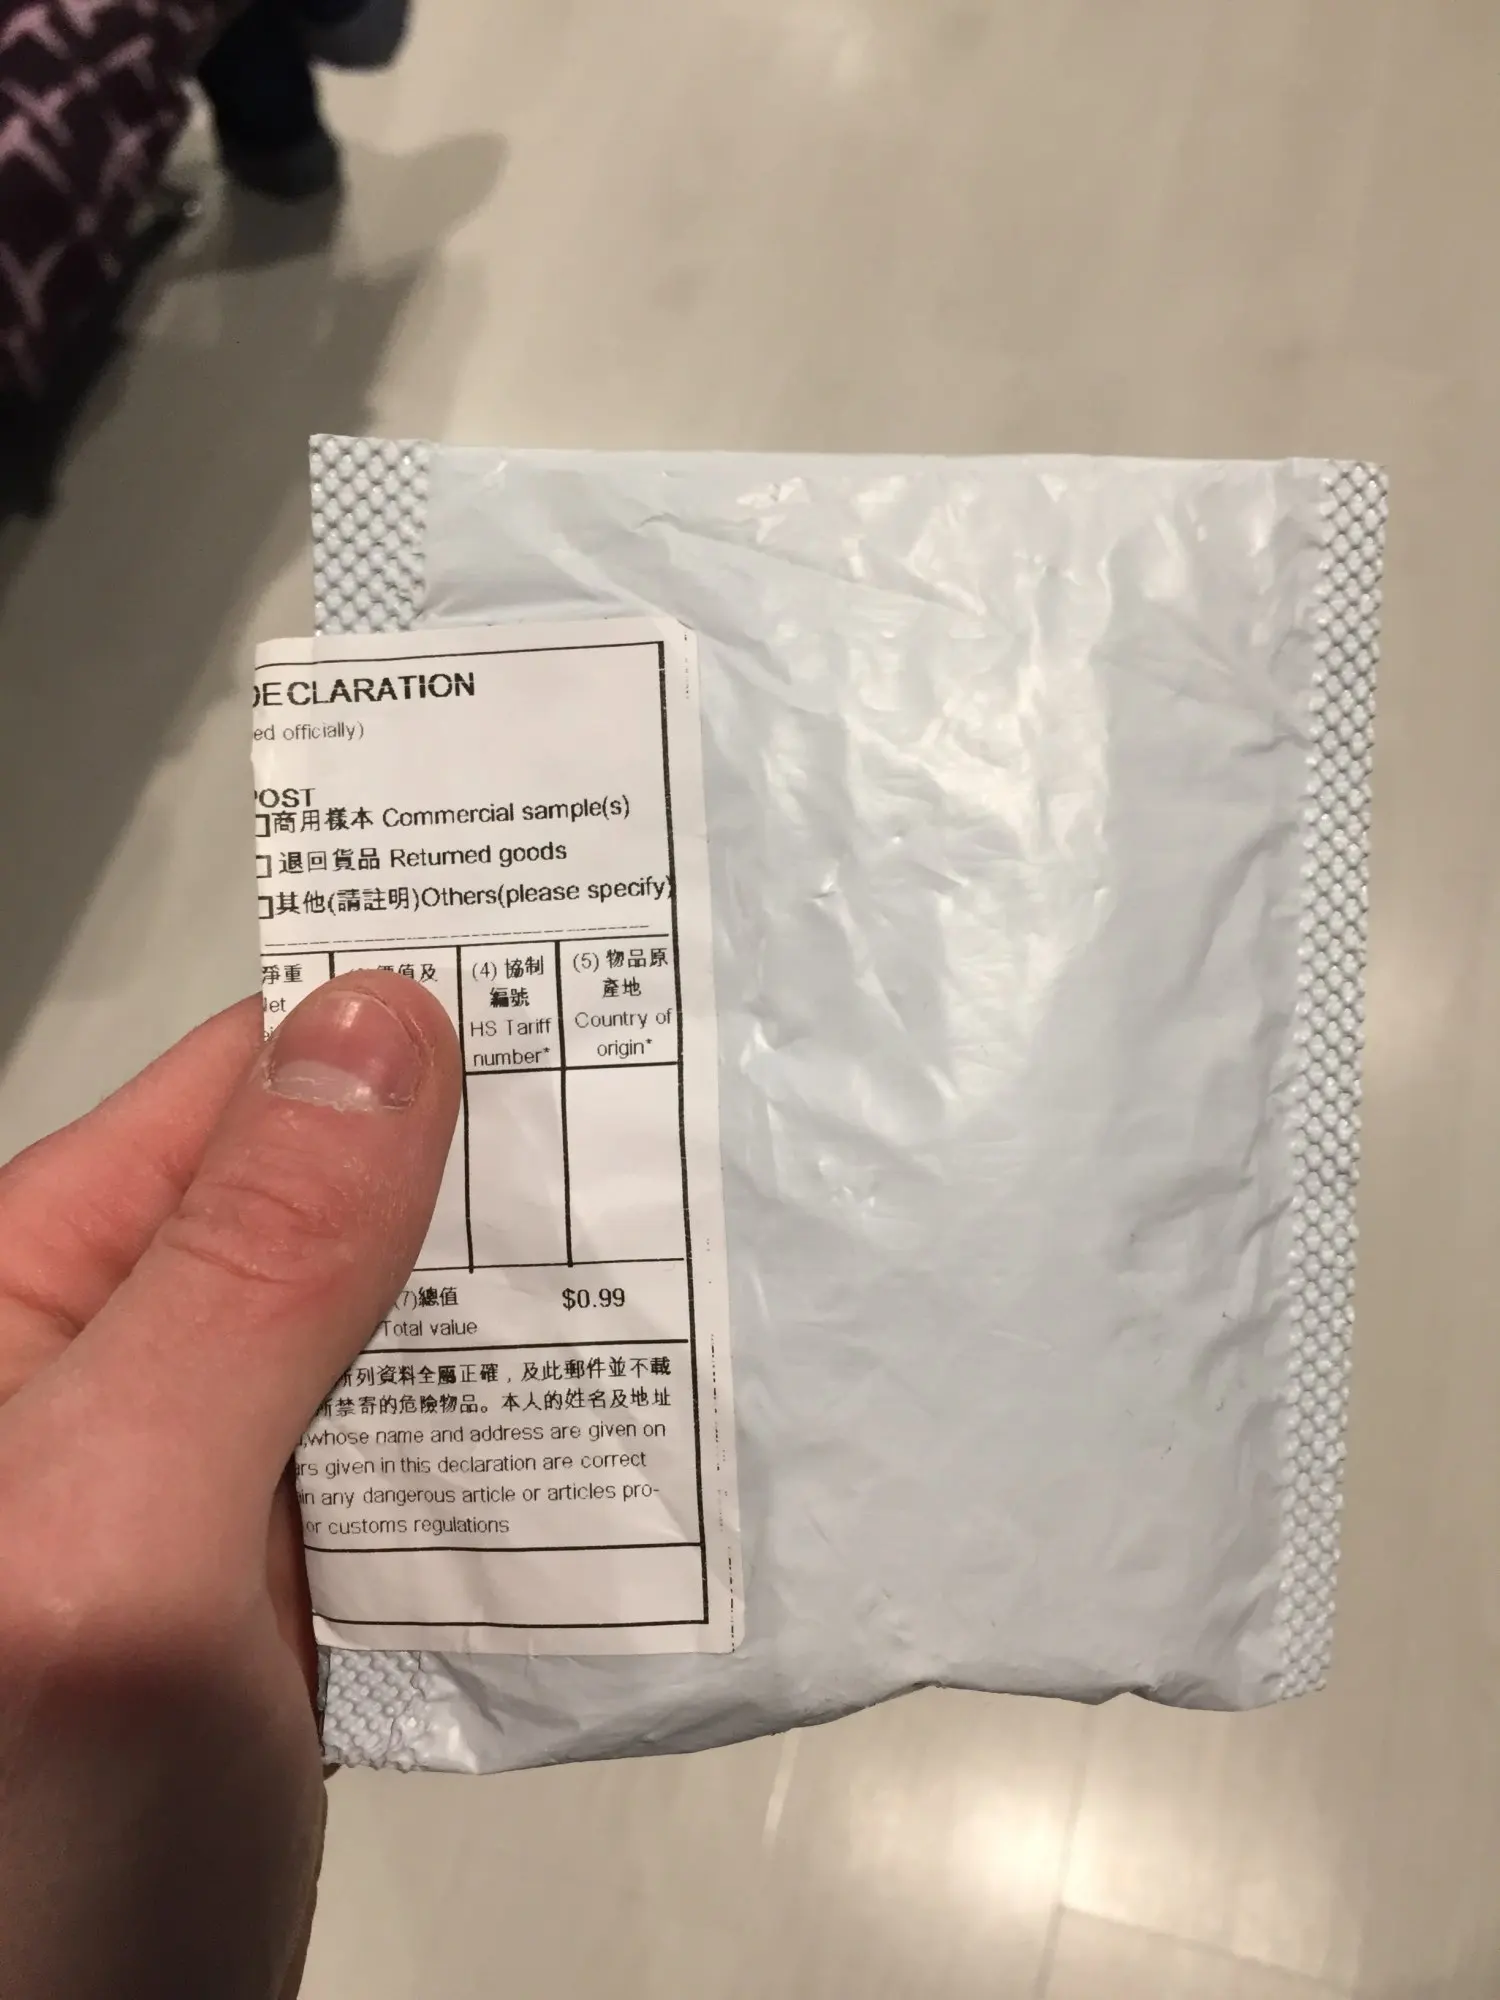 DECLARATION
ed officially)
POST
商用樣本 Commercial sample(s)
退回貨品 Returned goods
其他(請註明)Others(please specify)
淨重
Net
價值及
(4) 協制
編號
HS Tariff
number*
(5) 物品原
產地
Country of
origin*
(7)總值 $0.99
Total value
所列資料全屬正確，及此郵件並不載
所禁寄的危險物品。本人的姓名及地址
,whose name and address are given on
ars given in this declaration are correct
in any dangerous article or articles pro-
or customs regulations